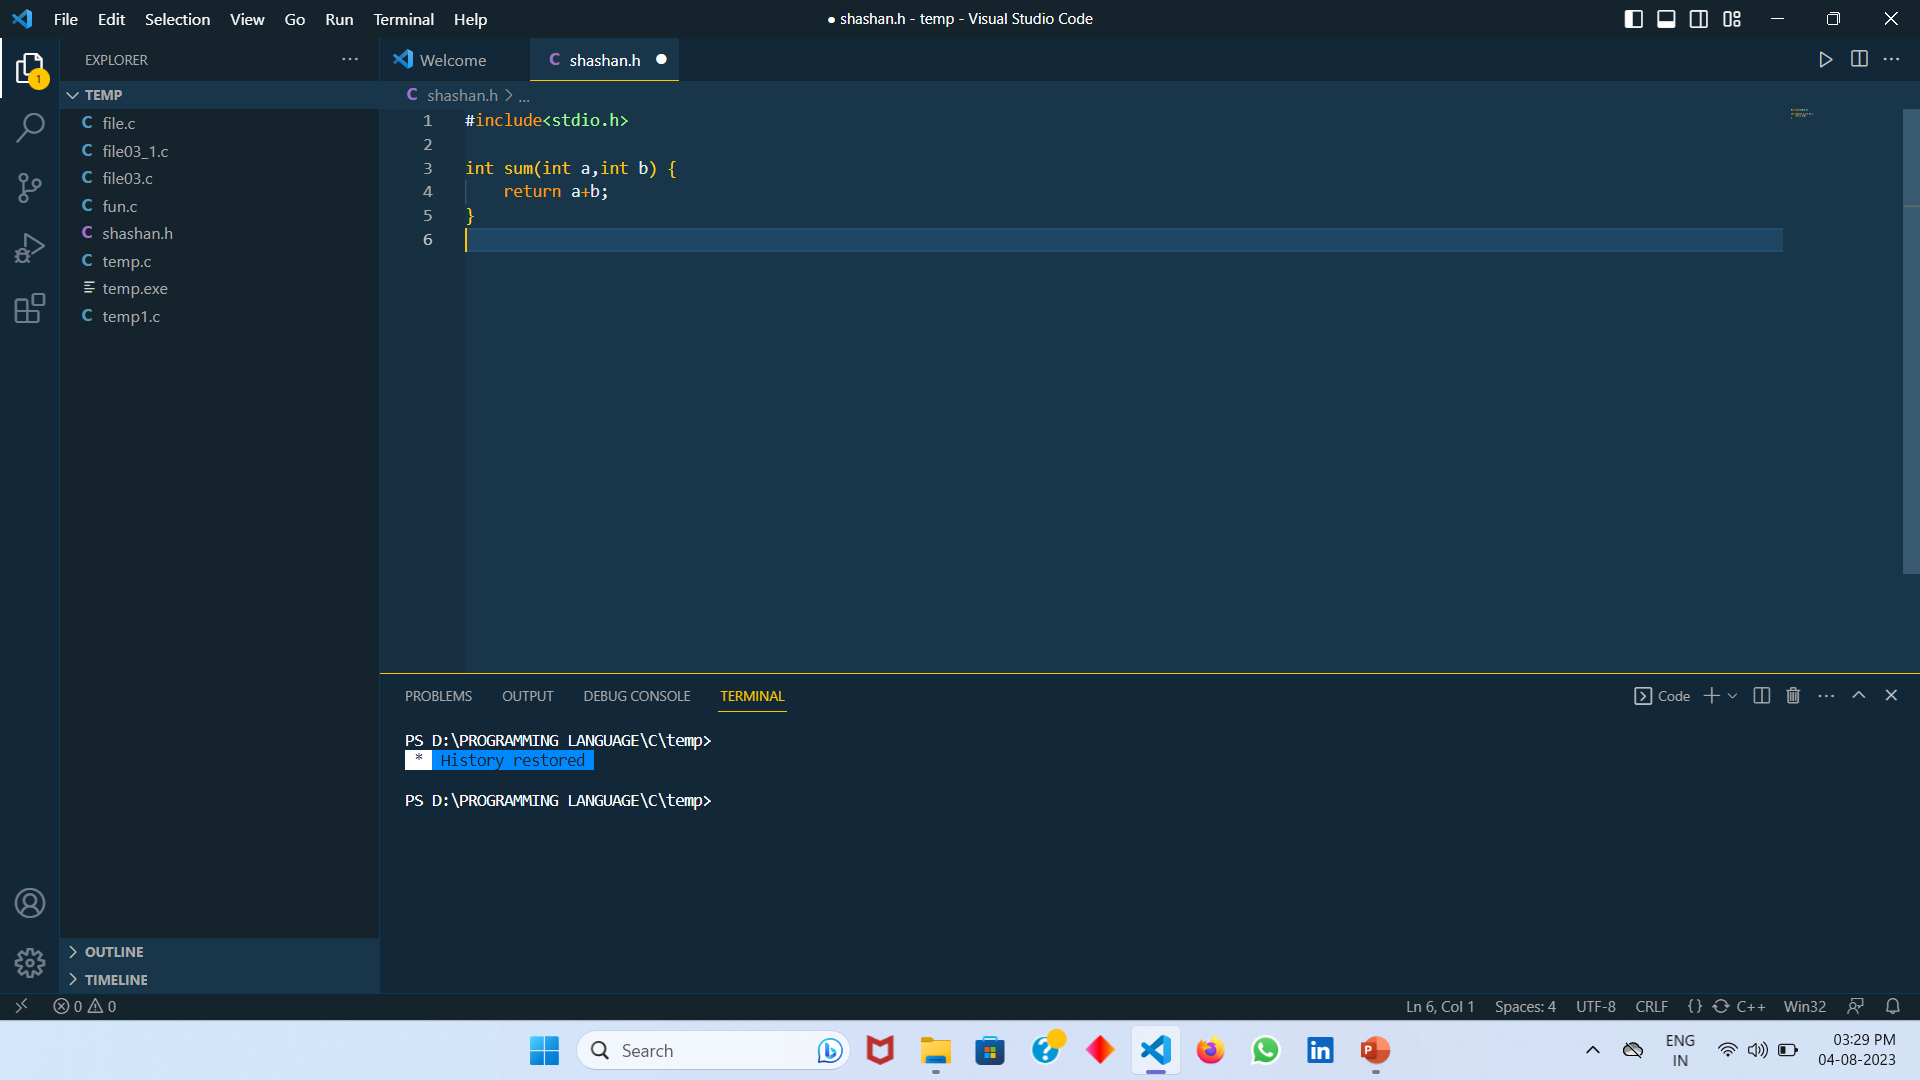 File Edit Selection View Go Run Terminal Help
● shashan.h - temp - Visual Studio Code
EXPLORER
1
TEMP
C file.c
C file03_1.c
C file03.c
C fun.c
C shashan.h
C temp.c
temp.exe
C temp1.c
OUTLINE
TIMELINE
Welcome
C shashan.h
C shashan.h > ...
1 #include<stdio.h>
2
3 int sum(int a,int b) {
4 return a+b;
5 }
6
PROBLEMS OUTPUT DEBUG CONSOLE TERMINAL
Code
PS D:\PROGRAMMING LANGUAGE\C\temp>
* History restored
PS D:\PROGRAMMING LANGUAGE\C\temp>
0 0
Ln 6, Col 1 Spaces: 4 UTF-8 CRLF {} C++ Win32
Search
in
P
ENG
IN
03:29 PM
04-08-2023